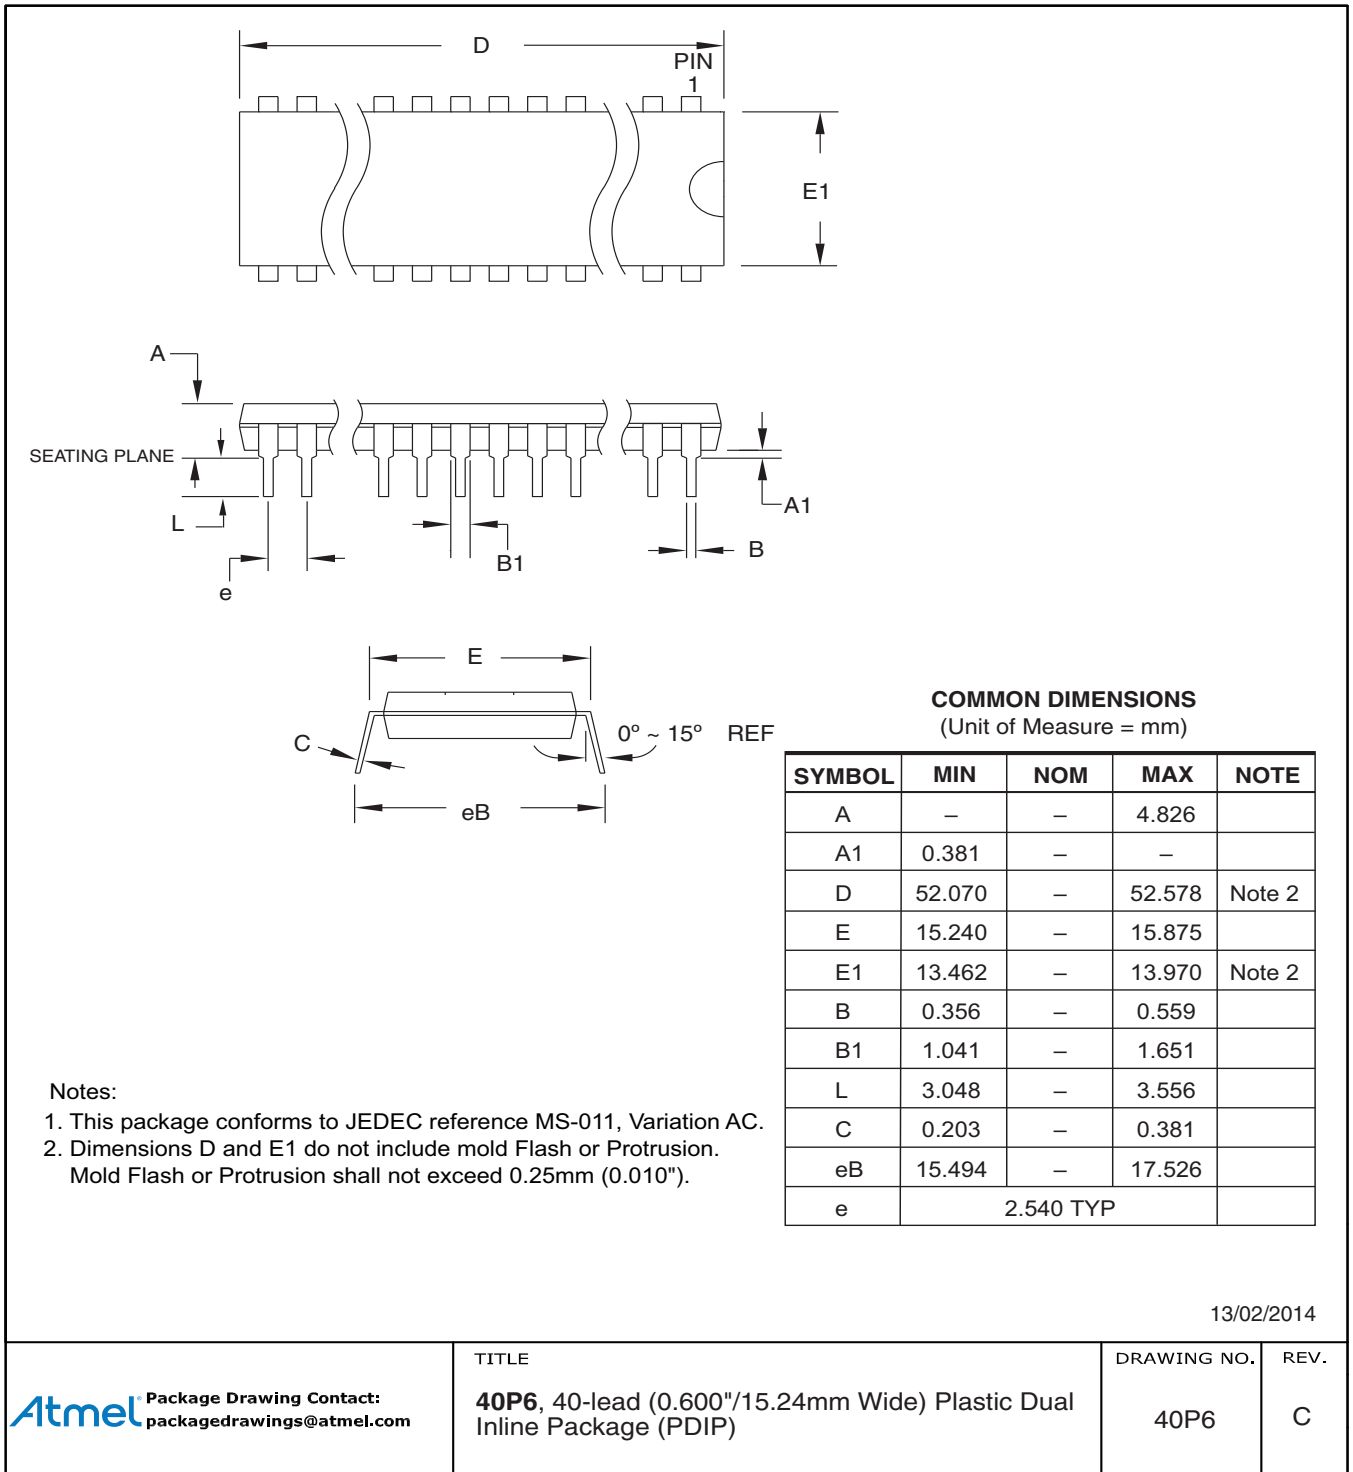 D
PIN
1
E1
A
SEATING PLANE
A1
L
B1
B
e
E
C
0º ~ 15º REF
eB
COMMON DIMENSIONS
(Unit of Measure = mm)
SYMBOL MIN NOM MAX NOTE
A – – 4.826
A1 0.381 – –
D 52.070 – 52.578 Note 2
E 15.240 – 15.875
E1 13.462 – 13.970 Note 2
B 0.356 – 0.559
B1 1.041 – 1.651
L 3.048 – 3.556
C 0.203 – 0.381
eB 15.494 – 17.526
e 2.540 TYP
Notes:
1. This package conforms to JEDEC reference MS-011, Variation AC.
2. Dimensions D and E1 do not include mold Flash or Protrusion.
Mold Flash or Protrusion shall not exceed 0.25mm (0.010").
13/02/2014
Atmel Package Drawing Contact:
packagedrawings@atmel.com
TITLE
40P6, 40-lead (0.600"/15.24mm Wide) Plastic Dual
Inline Package (PDIP)
DRAWING NO.
40P6
REV.
C